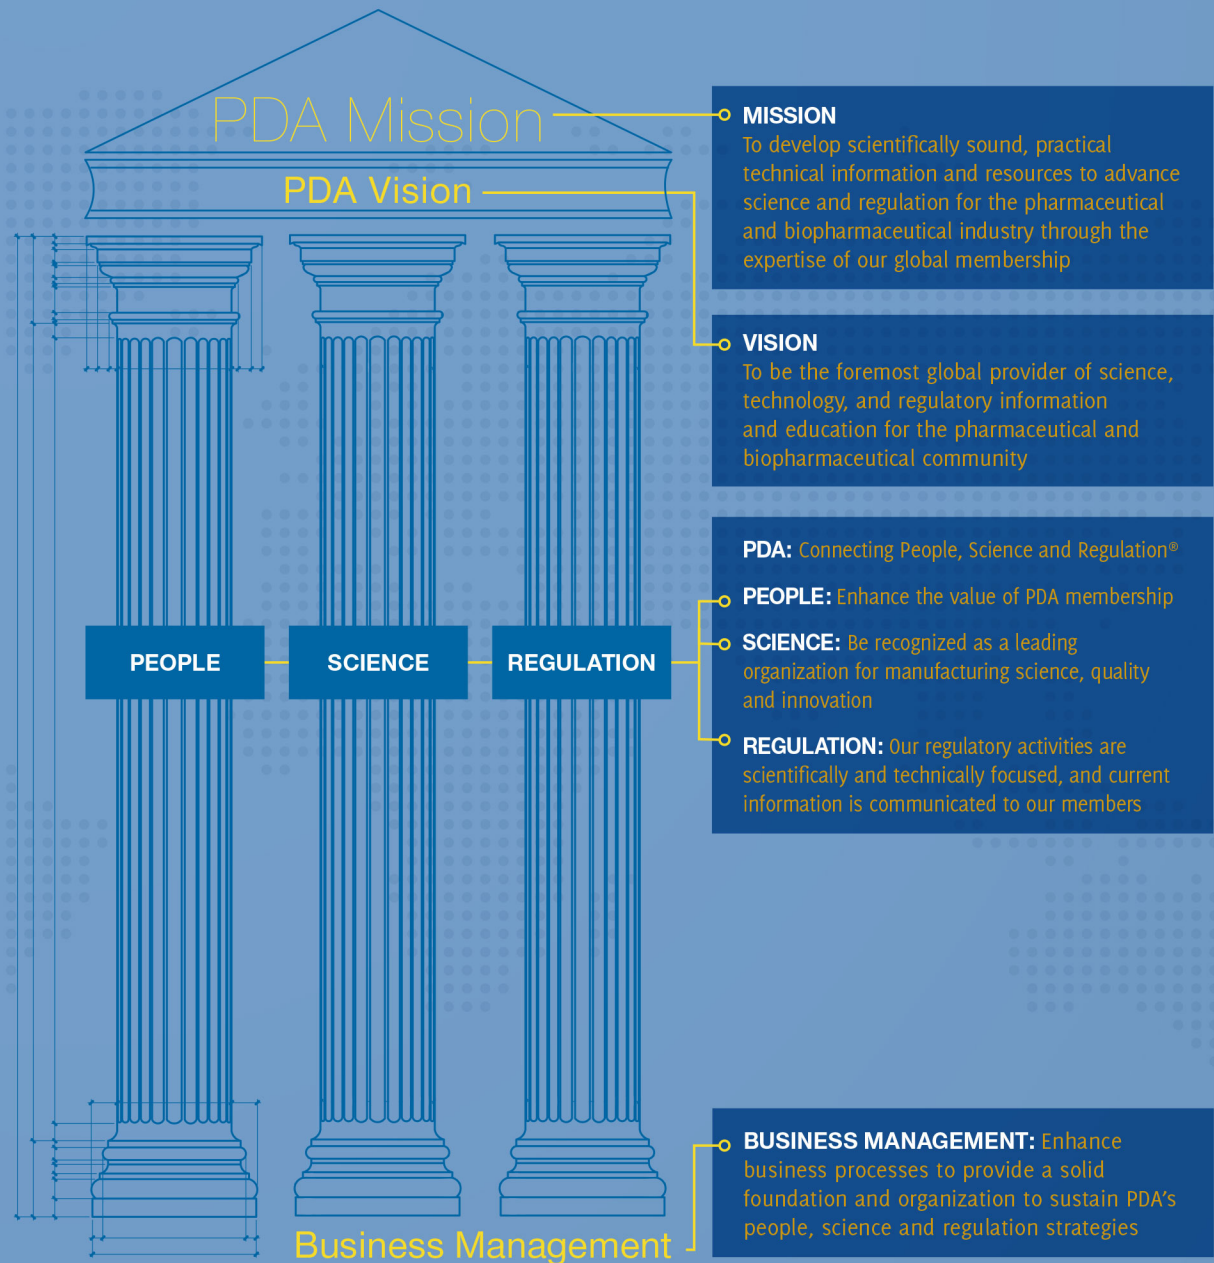 PDA Mission
PDA Vision
MISSION
To develop scientifically sound, practical
technical information and resources to advance
science and regulation for the pharmaceutical
and biopharmaceutical industry through the
expertise of our global membership
VISION
To be the foremost global provider of science,
technology, and regulatory information
and education for the pharmaceutical and
biopharmaceutical community
PEOPLE
SCIENCE
REGULATION
PDA: Connecting People, Science and Regulation®
PEOPLE: Enhance the value of PDA membership
SCIENCE: Be recognized as a leading
organization for manufacturing science, quality
and innovation
REGULATION: Our regulatory activities are
scientifically and technically focused, and current
information is communicated to our members
Business Management
BUSINESS MANAGEMENT: Enhance
business processes to provide a solid
foundation and organization to sustain PDA's
people, science and regulation strategies